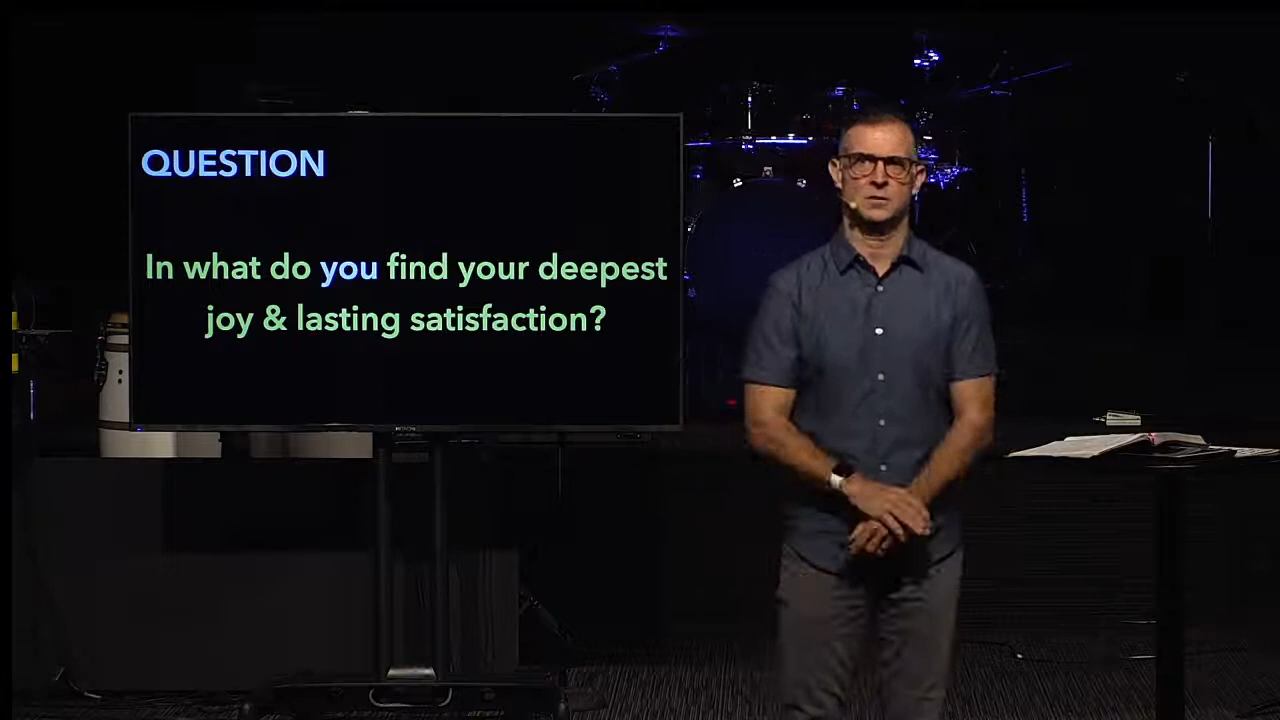 QUESTION
In what do you find your deepest
joy & lasting satisfaction?